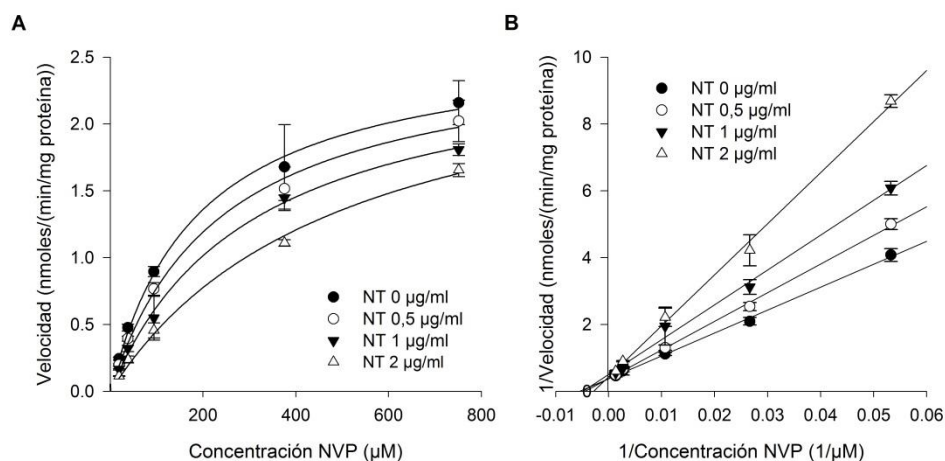 A
B
Velocidad (nmoles/(min/mg proteína))
2.5
2.0
1.5
1.0
0.5
0.0
200
400
600
800
Concentración NVP (µM)
NT 0 µg/ml
NT 0,5 µg/ml
NT 1 µg/ml
NT 2 µg/ml
1/Velocidad (nmoles/(min/mg proteína))
10
8
6
4
2
0
-0.01
0.00
0.01
0.02
0.03
0.04
0.05
0.06
1/Concentración NVP (1/µM)
NT 0 µg/ml
NT 0,5 µg/ml
NT 1 µg/ml
NT 2 µg/ml